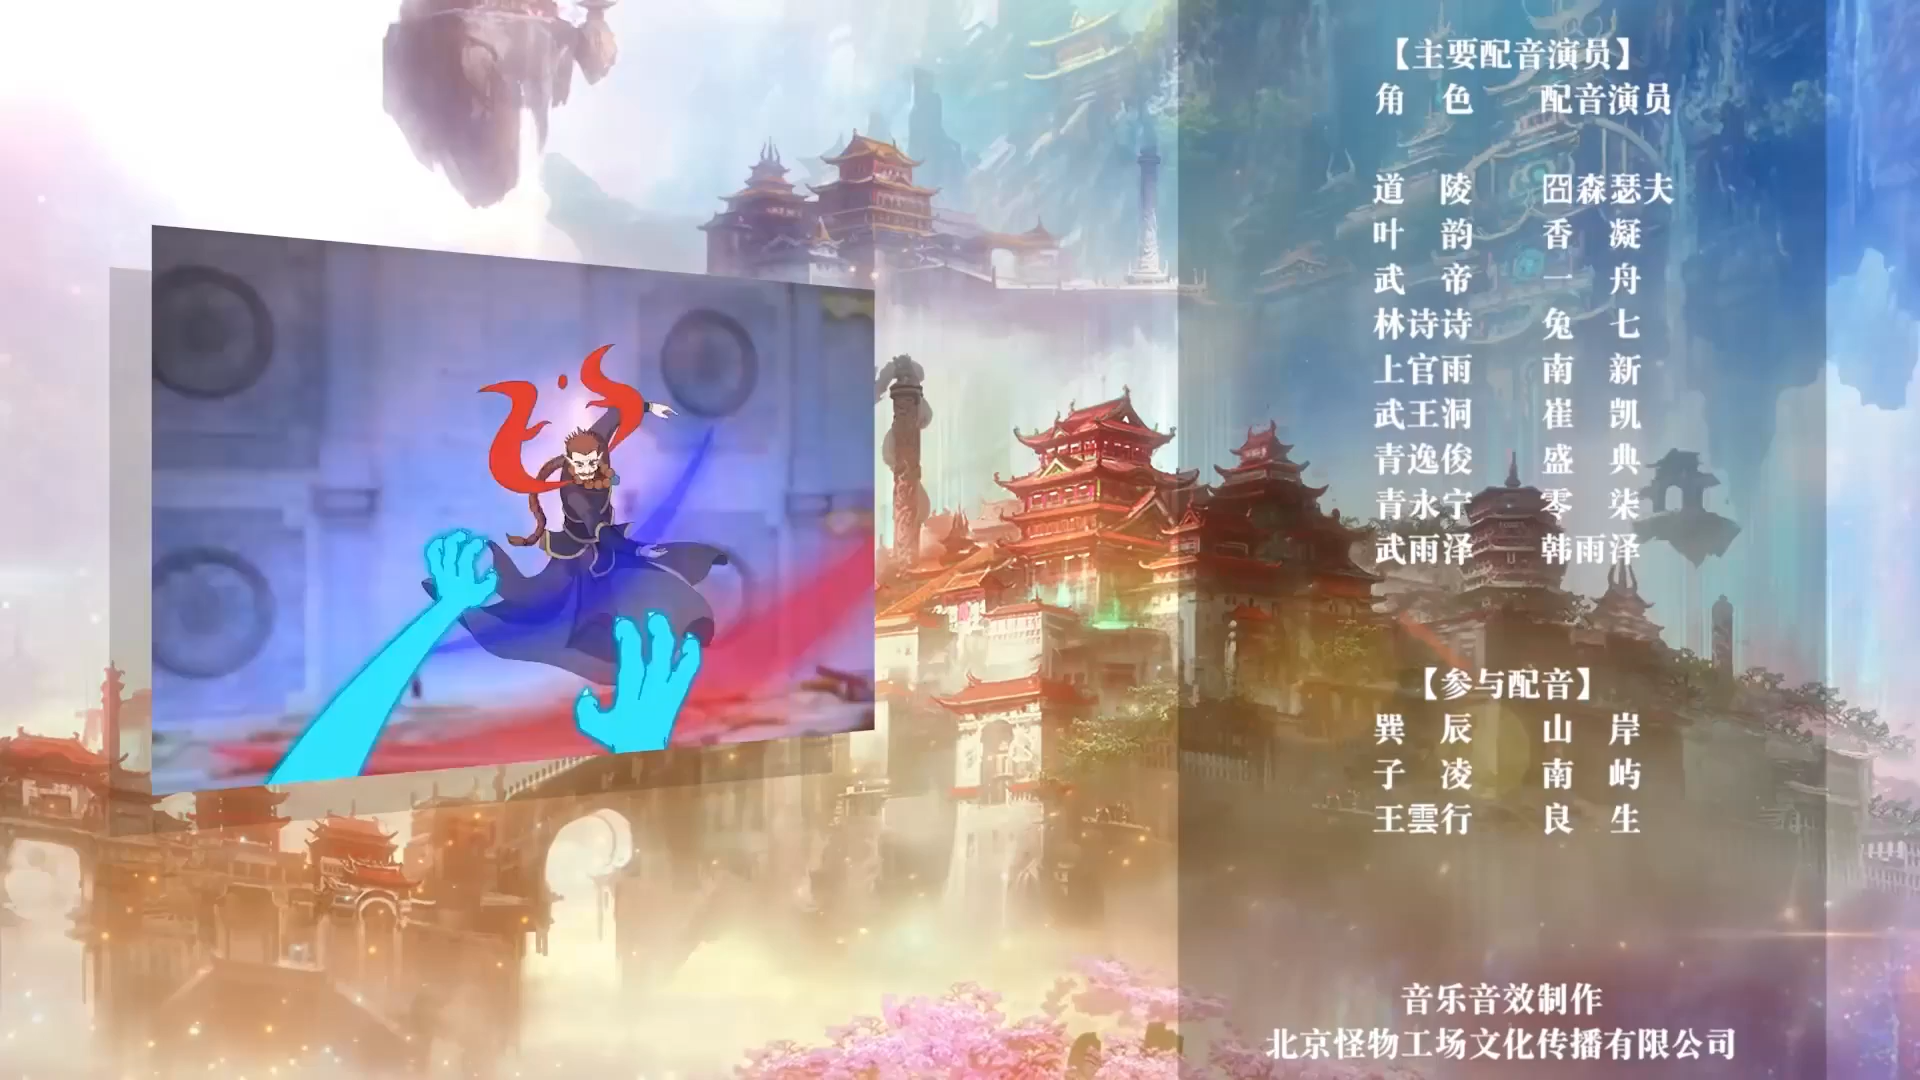 【主要配音演员】
角 色 配音演员
道 陵 囧森瑟夫
叶 韵 香 凝
武 帝 一 舟
林诗诗 兔 七
上官雨 南 新
武王洞 崔 凯
青逸俊 盛 典
青永宁 零 柒
武雨泽 韩雨泽
【参与配音】
巽 辰 山 岸
子 凌 南 屿
王雲行 良 生
音乐音效制作
北京怪物工场文化传播有限公司